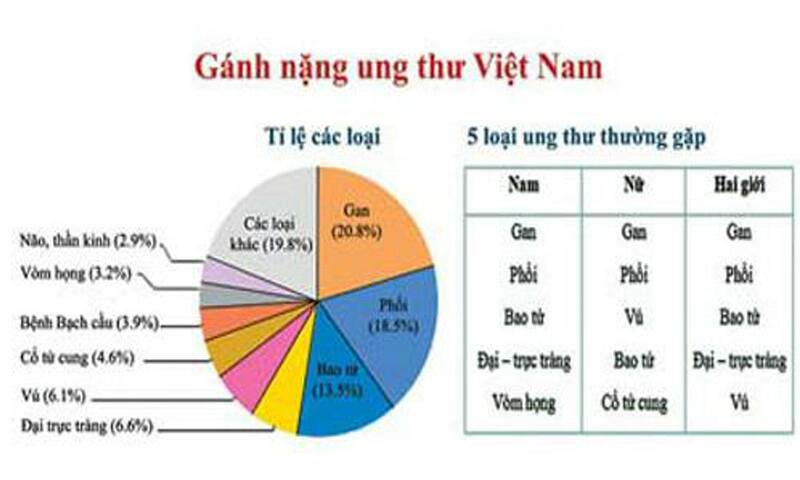 Gánh nặng ung thư Việt Nam
Tỉ lệ các loại
Các loại
khác (19.8%)
Gan
(20.8%)
Phổi
(18.5%)
Bao tử
(13.5%)
Não, thần kinh (2.9%)
Vòm họng (3.2%)
Bệnh Bạch cầu (3.9%)
Cổ tử cung (4.6%)
Vú (6.1%)
Đại trực tràng (6.6%)
5 loại ung thư thường gặp
Nam Nữ Hai giới
Gan Gan Gan
Phổi Phổi Phổi
Bao tử Vú Bao tử
Đại – trực tràng Bao tử Đại – trực tràng
Vòm họng Cổ tử cung Vú